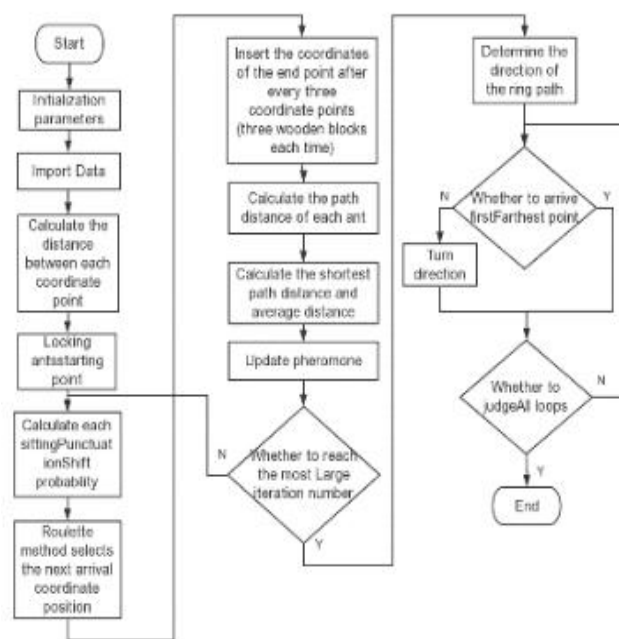 Start
Initialization
parameters
Import Data
Calculate the
distance
between each
coordinate
point
Locking
antsstarting
point
Calculate each
sittingPunctuat
ionShift
probability
Roulette
method selects
the next arrival
coordinate
position
Insert the coordinates
of the end point after
every three
coordinate points
(three wooden blocks
each time)
Calculate the path
distance of each ant
Calculate the shortest
path distance and
average distance
Update pheromone
N
Whether to reach
the most Large
iteration number
Y
Determine the
direction of
the ring path
N
Whether to arrive
firstFarthest point
Y
Turn
direction
Whether to
judgeAll loops
N
Y
End